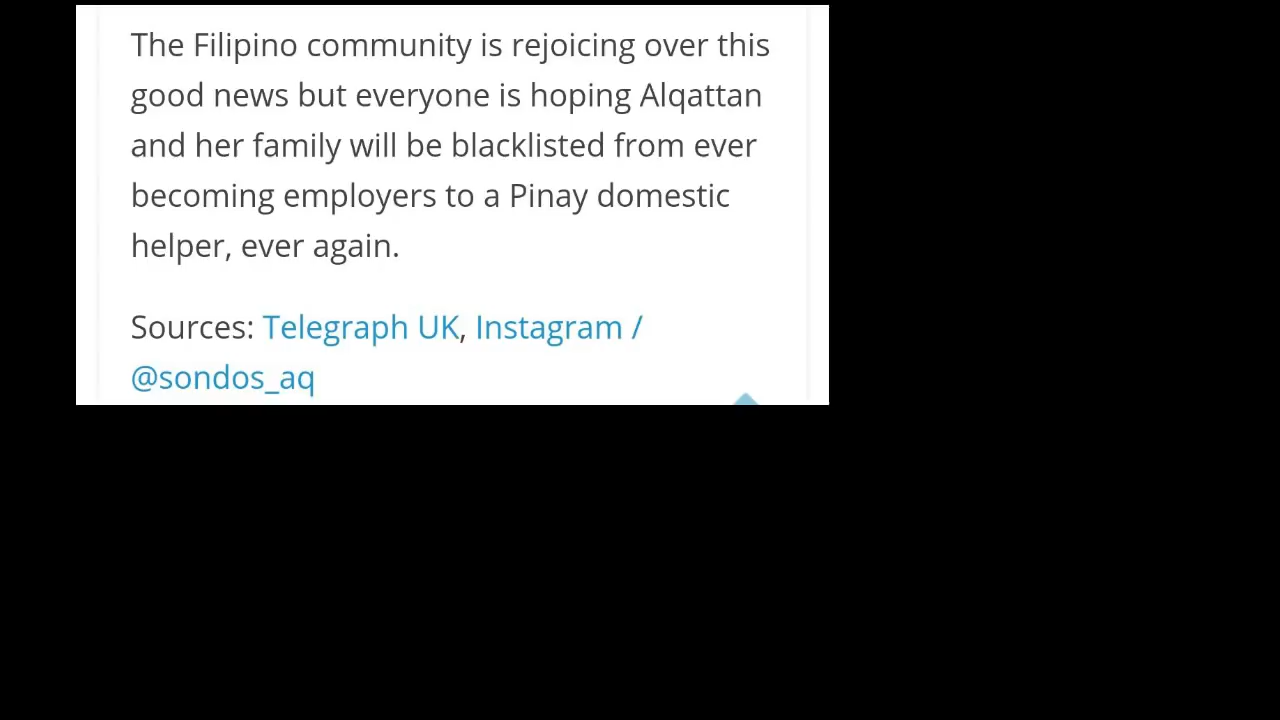 The Filipino community is rejoicing over this
good news but everyone is hoping Alqattan
and her family will be blacklisted from ever
becoming employers to a Pinay domestic
helper, ever again.
Sources: Telegraph UK, Instagram /
@sondos_aq